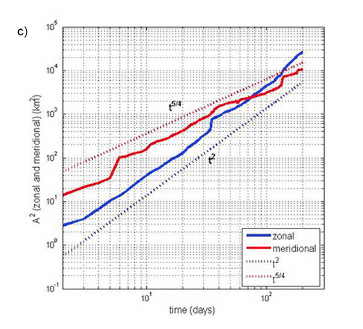 c)
10^5
10^4
10^3
10^2
10^1
10^0
10^-1
A^2 (zonal and meridional) (km^2)
t^5/4
t^2
zonal
meridional
t^2
t^5/4
10^1
10^2
time (days)